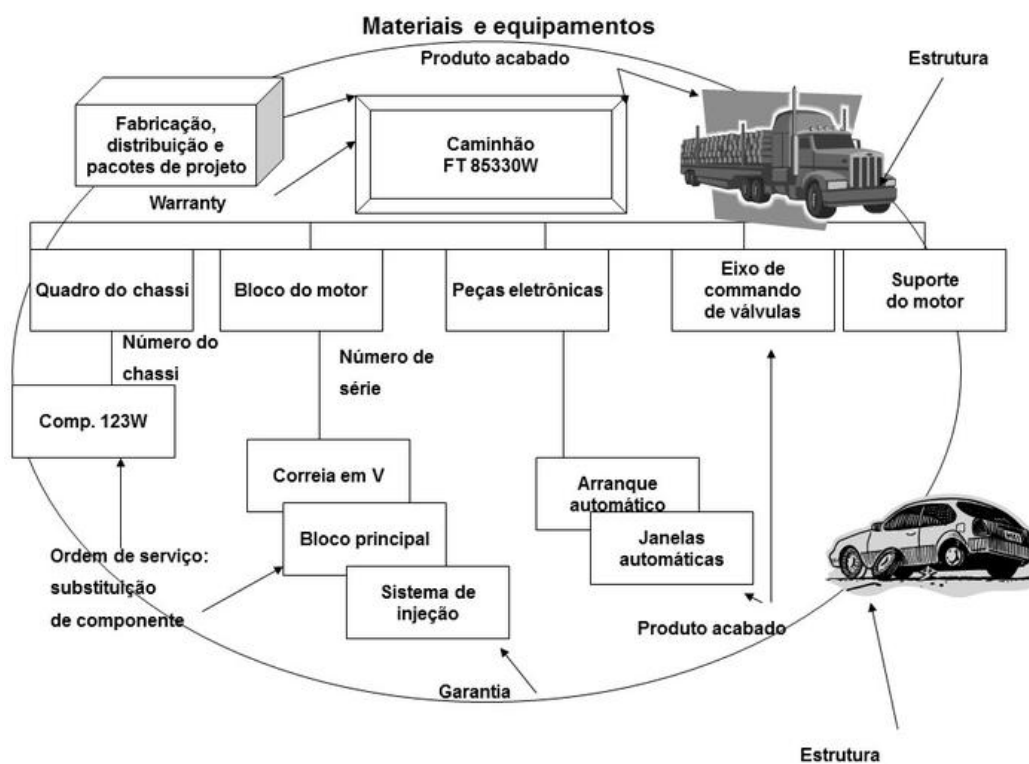 Materiais e equipamentos
Produto acabado
Estrutura
Fabricação,
distribuição e
pacotes de projeto
Caminhão
FT 85330W
Warranty
Quadro do chassi
Bloco do motor
Peças eletrônicas
Eixo de
commando
de válvulas
Suporte
do motor
Número do
chassi
Número de
série
Comp. 123W
Correia em V
Arranque
automático
Bloco principal
Janelas
automáticas
Ordem de serviço:
substituição
de componente
Sistema de
injeção
Produto acabado
Garantia
Estrutura